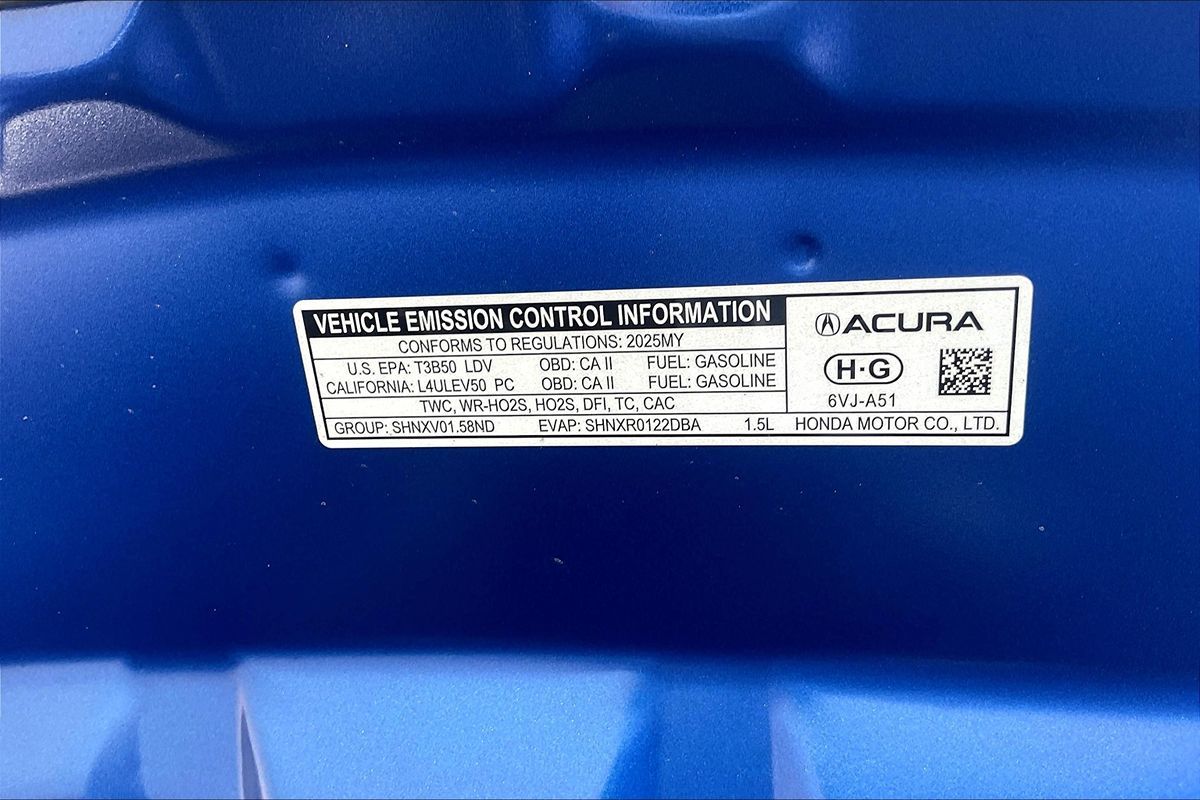 VEHICLE EMISSION CONTROL INFORMATION
CONFORMS TO REGULATIONS: 2025MY
U.S. EPA: T3B50 LDV OBD: CA II FUEL: GASOLINE
CALIFORNIA: L4ULEV50 PC OBD: CA II FUEL: GASOLINE
TWC, WR-HO2S, HO2S, DFI, TC, CAC
GROUP: SHNXV01.58ND EVAP: SHNXR0122DBA 1.5L
ACURA
H·G
6VJ-A51
HONDA MOTOR CO., LTD.